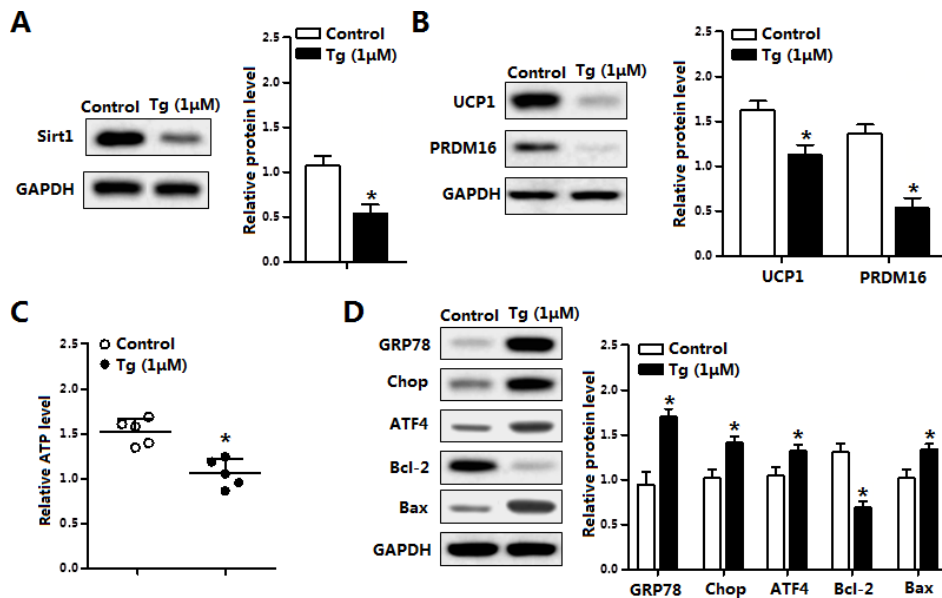 A
Control Tg (1μM)
Sirt1
GAPDH
Relative protein level
2.5
2.0
1.5
1.0
0.5
0.0
Control
Tg (1μM)
*
B
Control Tg (1μM)
UCP1
PRDM16
GAPDH
Relative protein level
2.5
2.0
1.5
1.0
0.5
0.0
Control
Tg (1μM)
* *
UCP1 PRDM16
C
Relative ATP level
2.5
2.0
1.5
1.0
0.5
0.0
Control
Tg (1μM)
*
D
Control Tg (1μM)
GRP78
Chop
ATF4
Bcl-2
Bax
GAPDH
Relative protein level
2.5
2.0
1.5
1.0
0.5
0.0
Control
Tg (1μM)
* * * * *
GRP78 Chop ATF4 Bcl-2 Bax